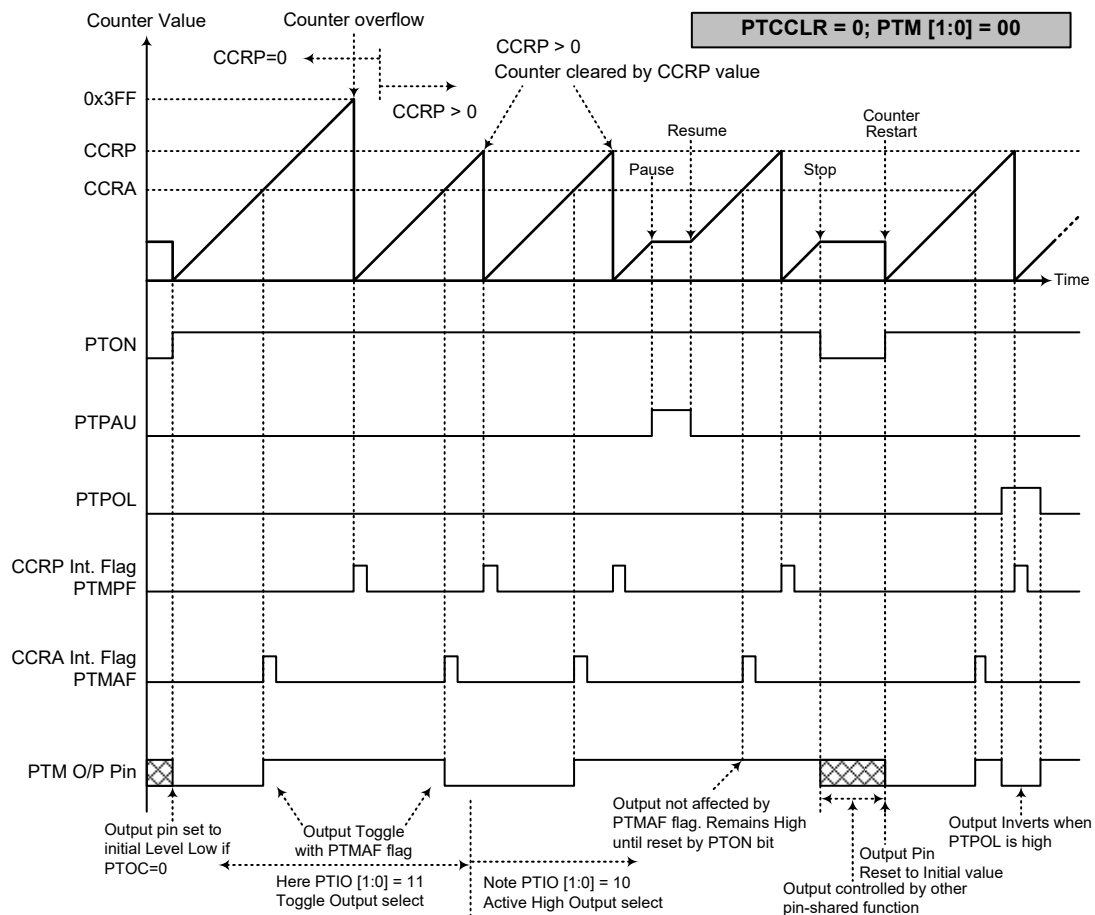 Counter Value
Counter overflow
PTCCLR = 0; PTM [1:0] = 00
CCRP=0
CCRP > 0
CCRP > 0
Counter cleared by CCRP value
0x3FF
CCRP
CCRA
Pause
Resume
Stop
Counter
Restart
Time
PTON
PTPAU
PTPOL
CCRP Int. Flag
PTMPF
CCRA Int. Flag
PTMAF
PTM O/P Pin
Output pin set to
initial Level Low if
PTOC=0
Output Toggle
with PTMAF flag
Here PTIO [1:0] = 11
Toggle Output select
Note PTIO [1:0] = 10
Active High Output select
Output not affected by
PTMAF flag. Remains High
until reset by PTON bit
Output Pin
Reset to Initial value
Output controlled by other
pin-shared function
Output Inverts when
PTPOL is high